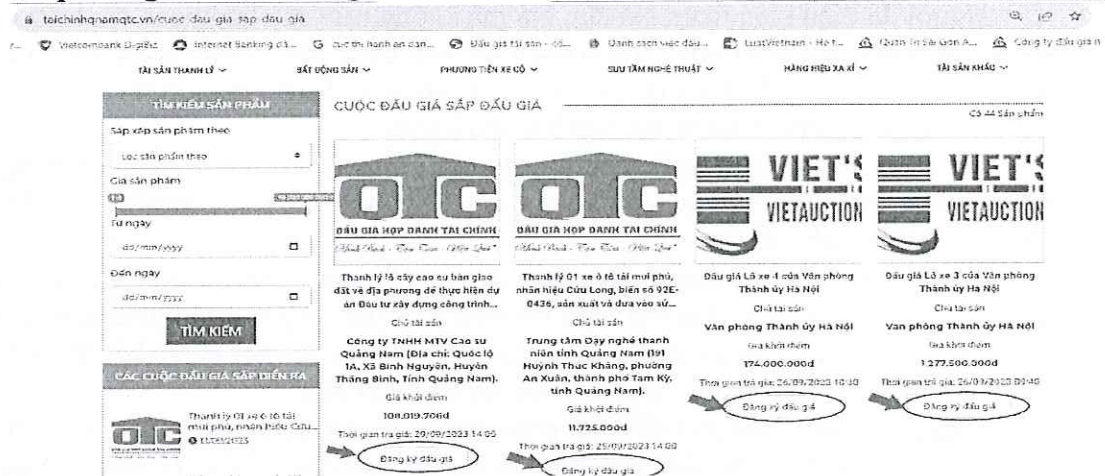 taichinhqnamqtc.vn/cuoc-dau-gia-sap-dau-gia
Vietcombank DigiBiz
Internet Banking dà...
cuc thi hanh an dan...
Đấu giá tài sản - cô...
Danh sách việc đấu...
LuatVietnam - Hệ t...
Quận 1n Sài Gòn A...
Công ty đấu giá h
TÀI SẢN THANH LÝ
BẤT ĐỘNG SẢN
PHƯƠNG TIỆN XE CỘ
SƯU TẦM NGHỆ THUẬT
HÀNG HIỆU XA XỈ
TÀI SẢN KHÁC
TÌM KIẾM SẢN PHẨM
Sắp xếp sản phẩm theo
Lọc sản phẩm theo
Giá sản phẩm
Từ ngày
dd/mm/yyyy
Đến ngày
dd/mm/yyyy
TÌM KIẾM
CÁC CUỘC ĐẤU GIÁ SẮP DIỄN RA
Thanh lý 01 xe ô tô tải
mui phủ, nhãn hiệu Cửu...
CUỘC ĐẤU GIÁ SẮP ĐẤU GIÁ
Có 44 Sản phẩm
QTC
ĐẤU GIÁ HỢP DANH TÀI CHÍNH
Thanh lý lô cây cao su bàn giao
đất về địa phương để thực hiện dự
án Đầu tư xây dựng công trình...
Chủ tài sản
Công ty TNHH MTV Cao su
Quảng Nam (Địa chỉ: Quốc lộ
1A, Xã Bình Nguyên, Huyện
Thăng Bình, Tỉnh Quảng Nam).
Giá khởi điểm
108.019.706đ
Thời gian trả giá: 29/09/2023 14:00
Đăng ký đấu giá
QTC
ĐẤU GIÁ HỢP DANH TÀI CHÍNH
Thanh lý 01 xe ô tô tải mui phủ,
nhãn hiệu Cửu Long, biển số 92E-
0436, sản xuất và đưa vào sử...
Chủ tài sản
Trung tâm Dạy nghề thanh
niên tỉnh Quảng Nam (191
Huỳnh Thúc Kháng, phường
An Xuân, thành phố Tam Kỳ,
tỉnh Quảng Nam).
Giá khởi điểm
11.725.000đ
Thời gian trả giá: 29/09/2023 14:00
Đăng ký đấu giá
VIET'S
VIETAUCTION
Đấu giá Lô xe 4 của Văn phòng
Thành ủy Hà Nội
Chủ tài sản
Văn phòng Thành ủy Hà Nội
Giá khởi điểm
174.000.000đ
Thời gian trả giá: 26/09/2023 10:30
Đăng ký đấu giá
VIET'S
VIETAUCTION
Đấu giá Lô xe 3 của Văn phòng
Thành ủy Hà Nội
Chủ tài sản
Văn phòng Thành ủy Hà Nội
Giá khởi điểm
1.277.500.000đ
Thời gian trả giá: 26/09/2023 09:40
Đăng ký đấu giá